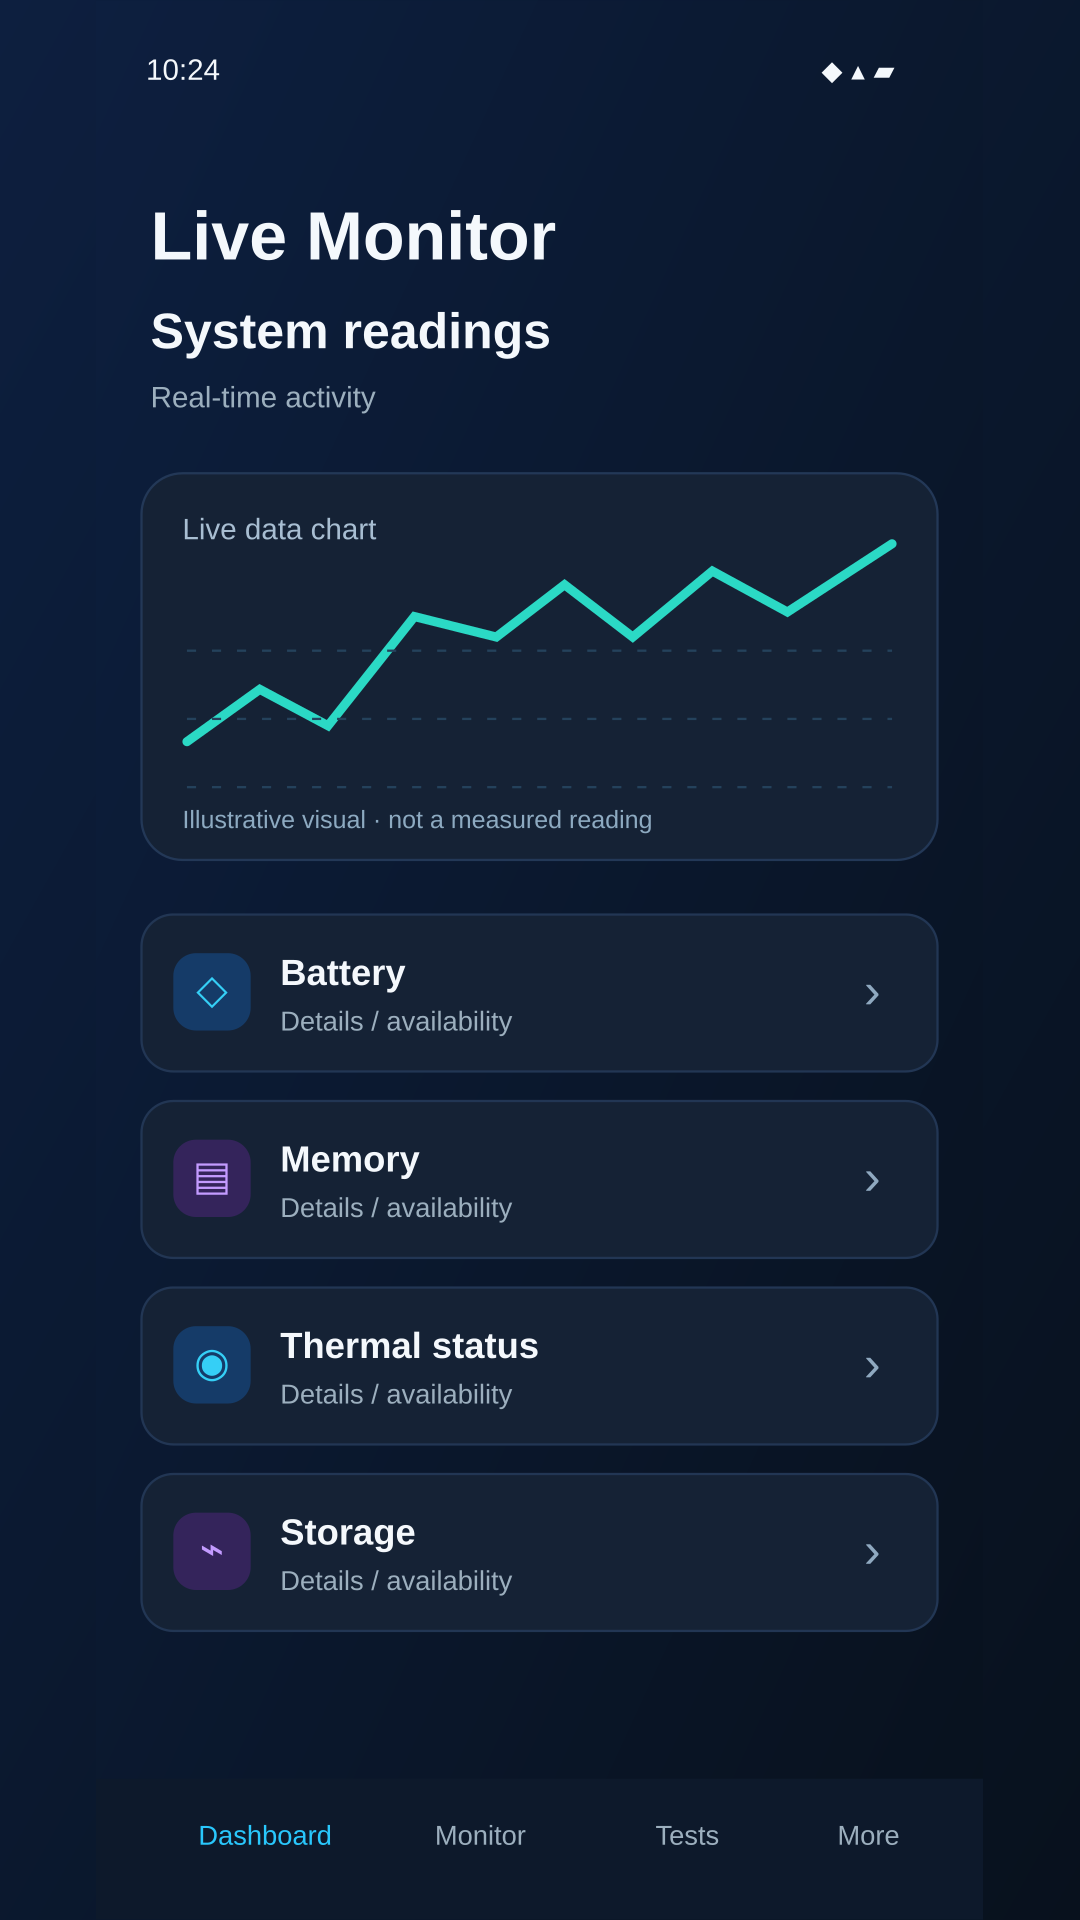 10:24
Live Monitor
System readings
Real-time activity
Live data chart
Illustrative visual · not a measured reading
Battery
Details / availability
Memory
Details / availability
Thermal status
Details / availability
Storage
Details / availability
Dashboard Monitor Tests More